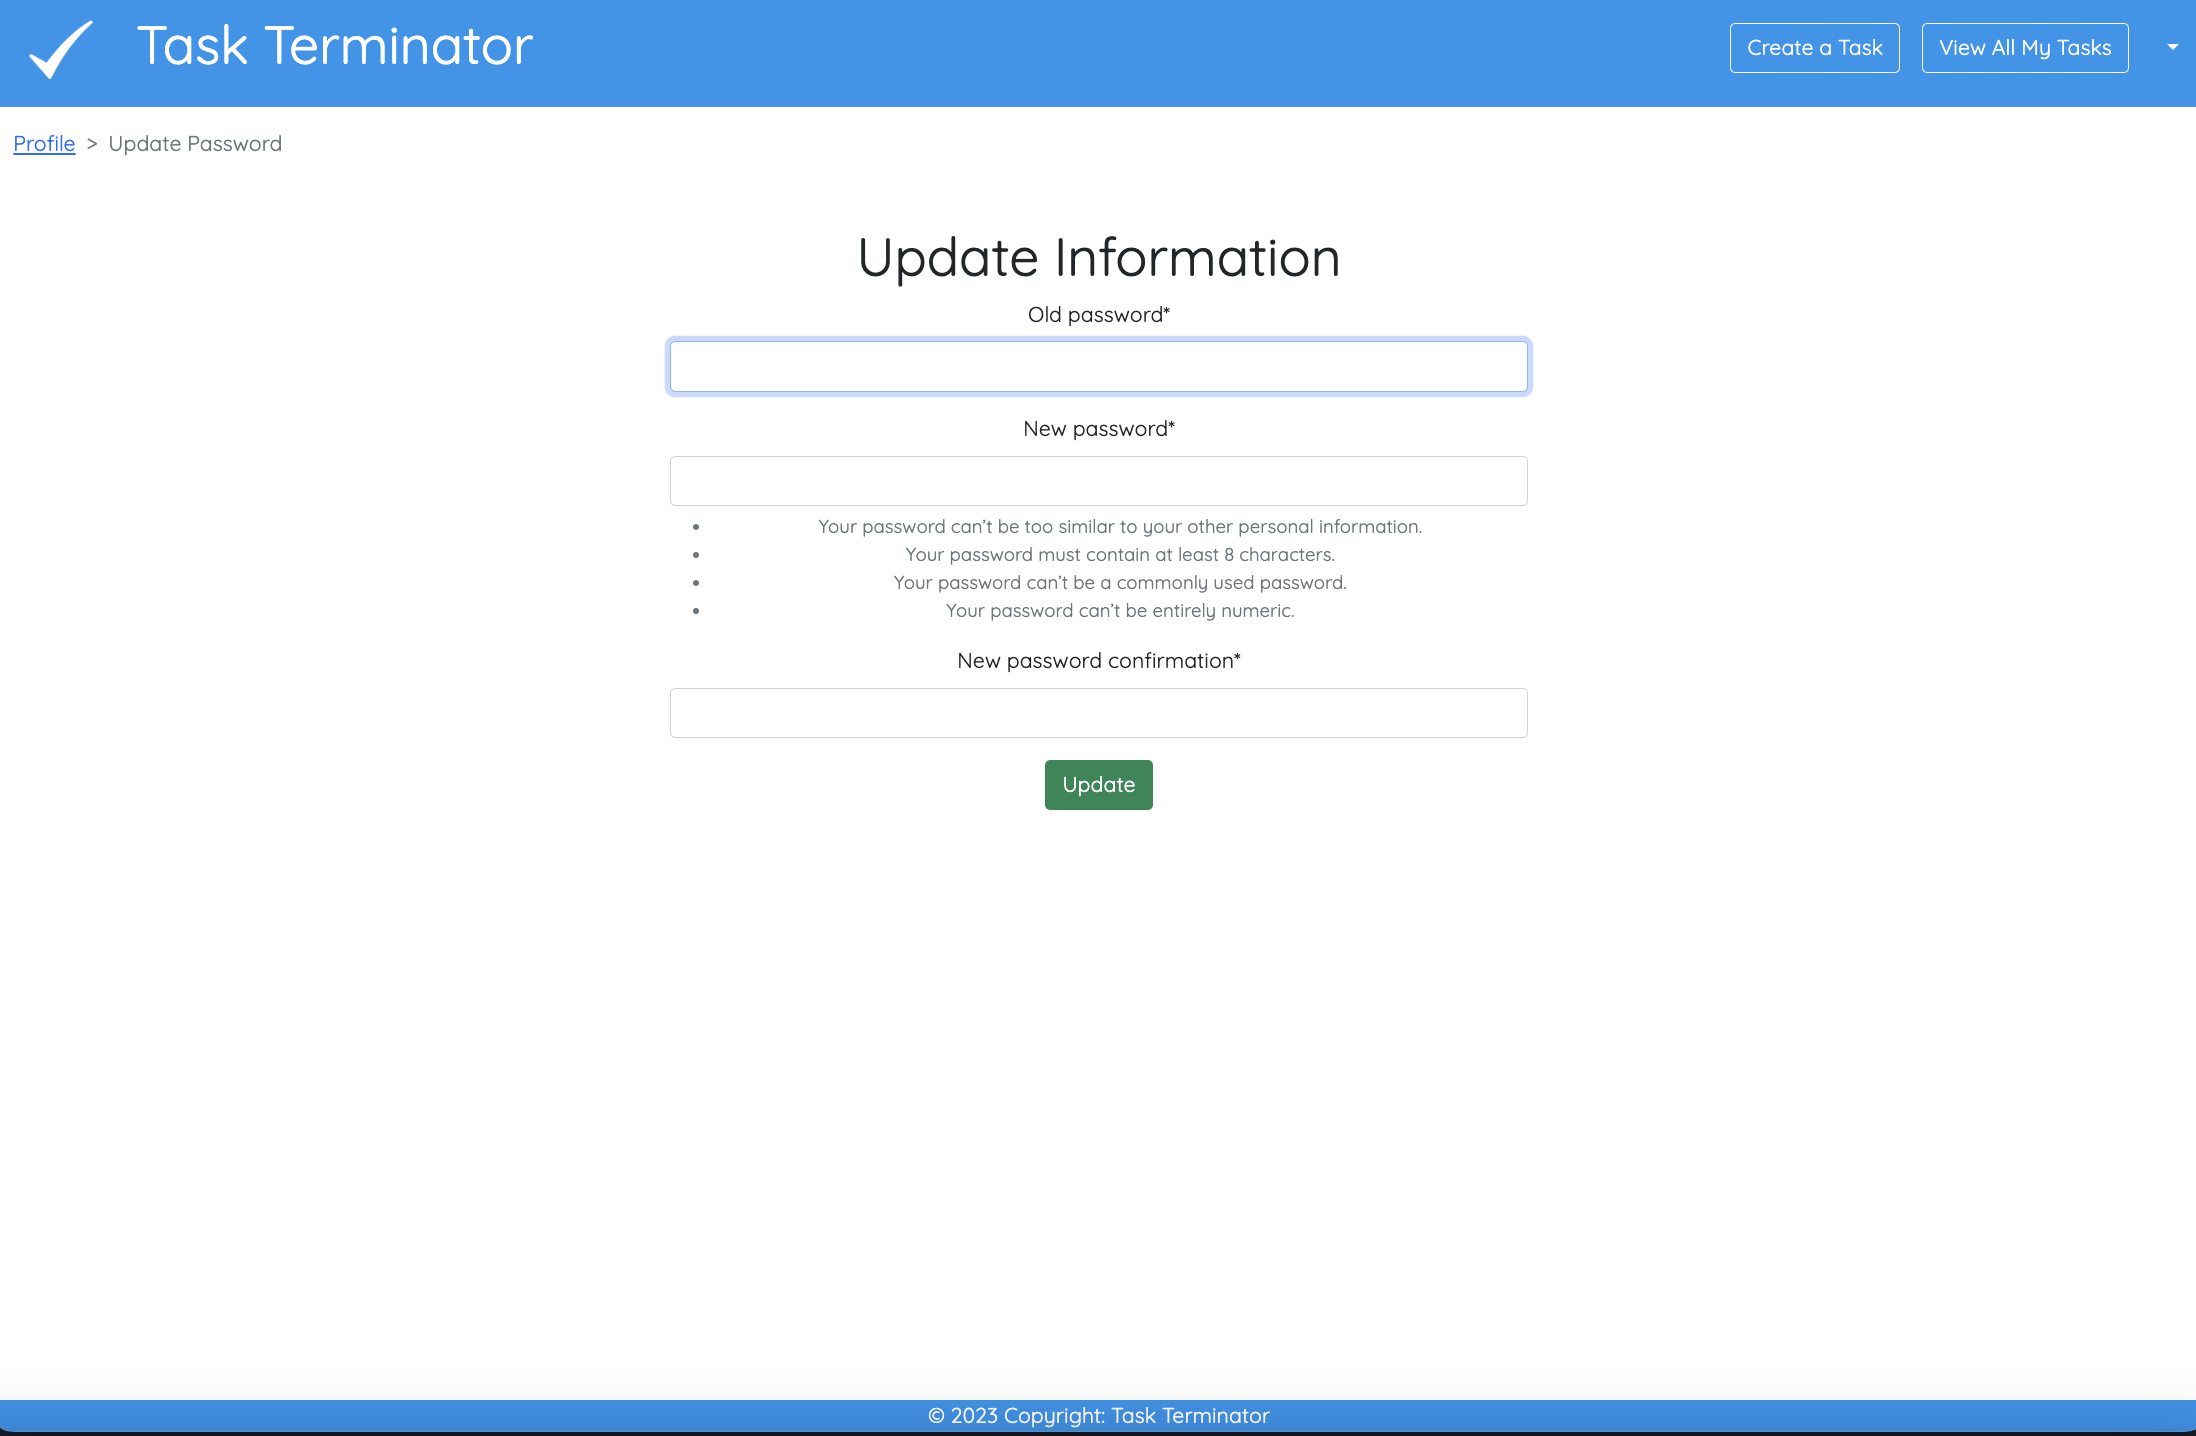 Task Terminator
Create a Task
View All My Tasks
Profile > Update Password
Update Information
Old password*
New password*
• Your password can’t be too similar to your other personal information.
• Your password must contain at least 8 characters.
• Your password can’t be a commonly used password.
• Your password can’t be entirely numeric.
New password confirmation*
Update
© 2023 Copyright: Task Terminator